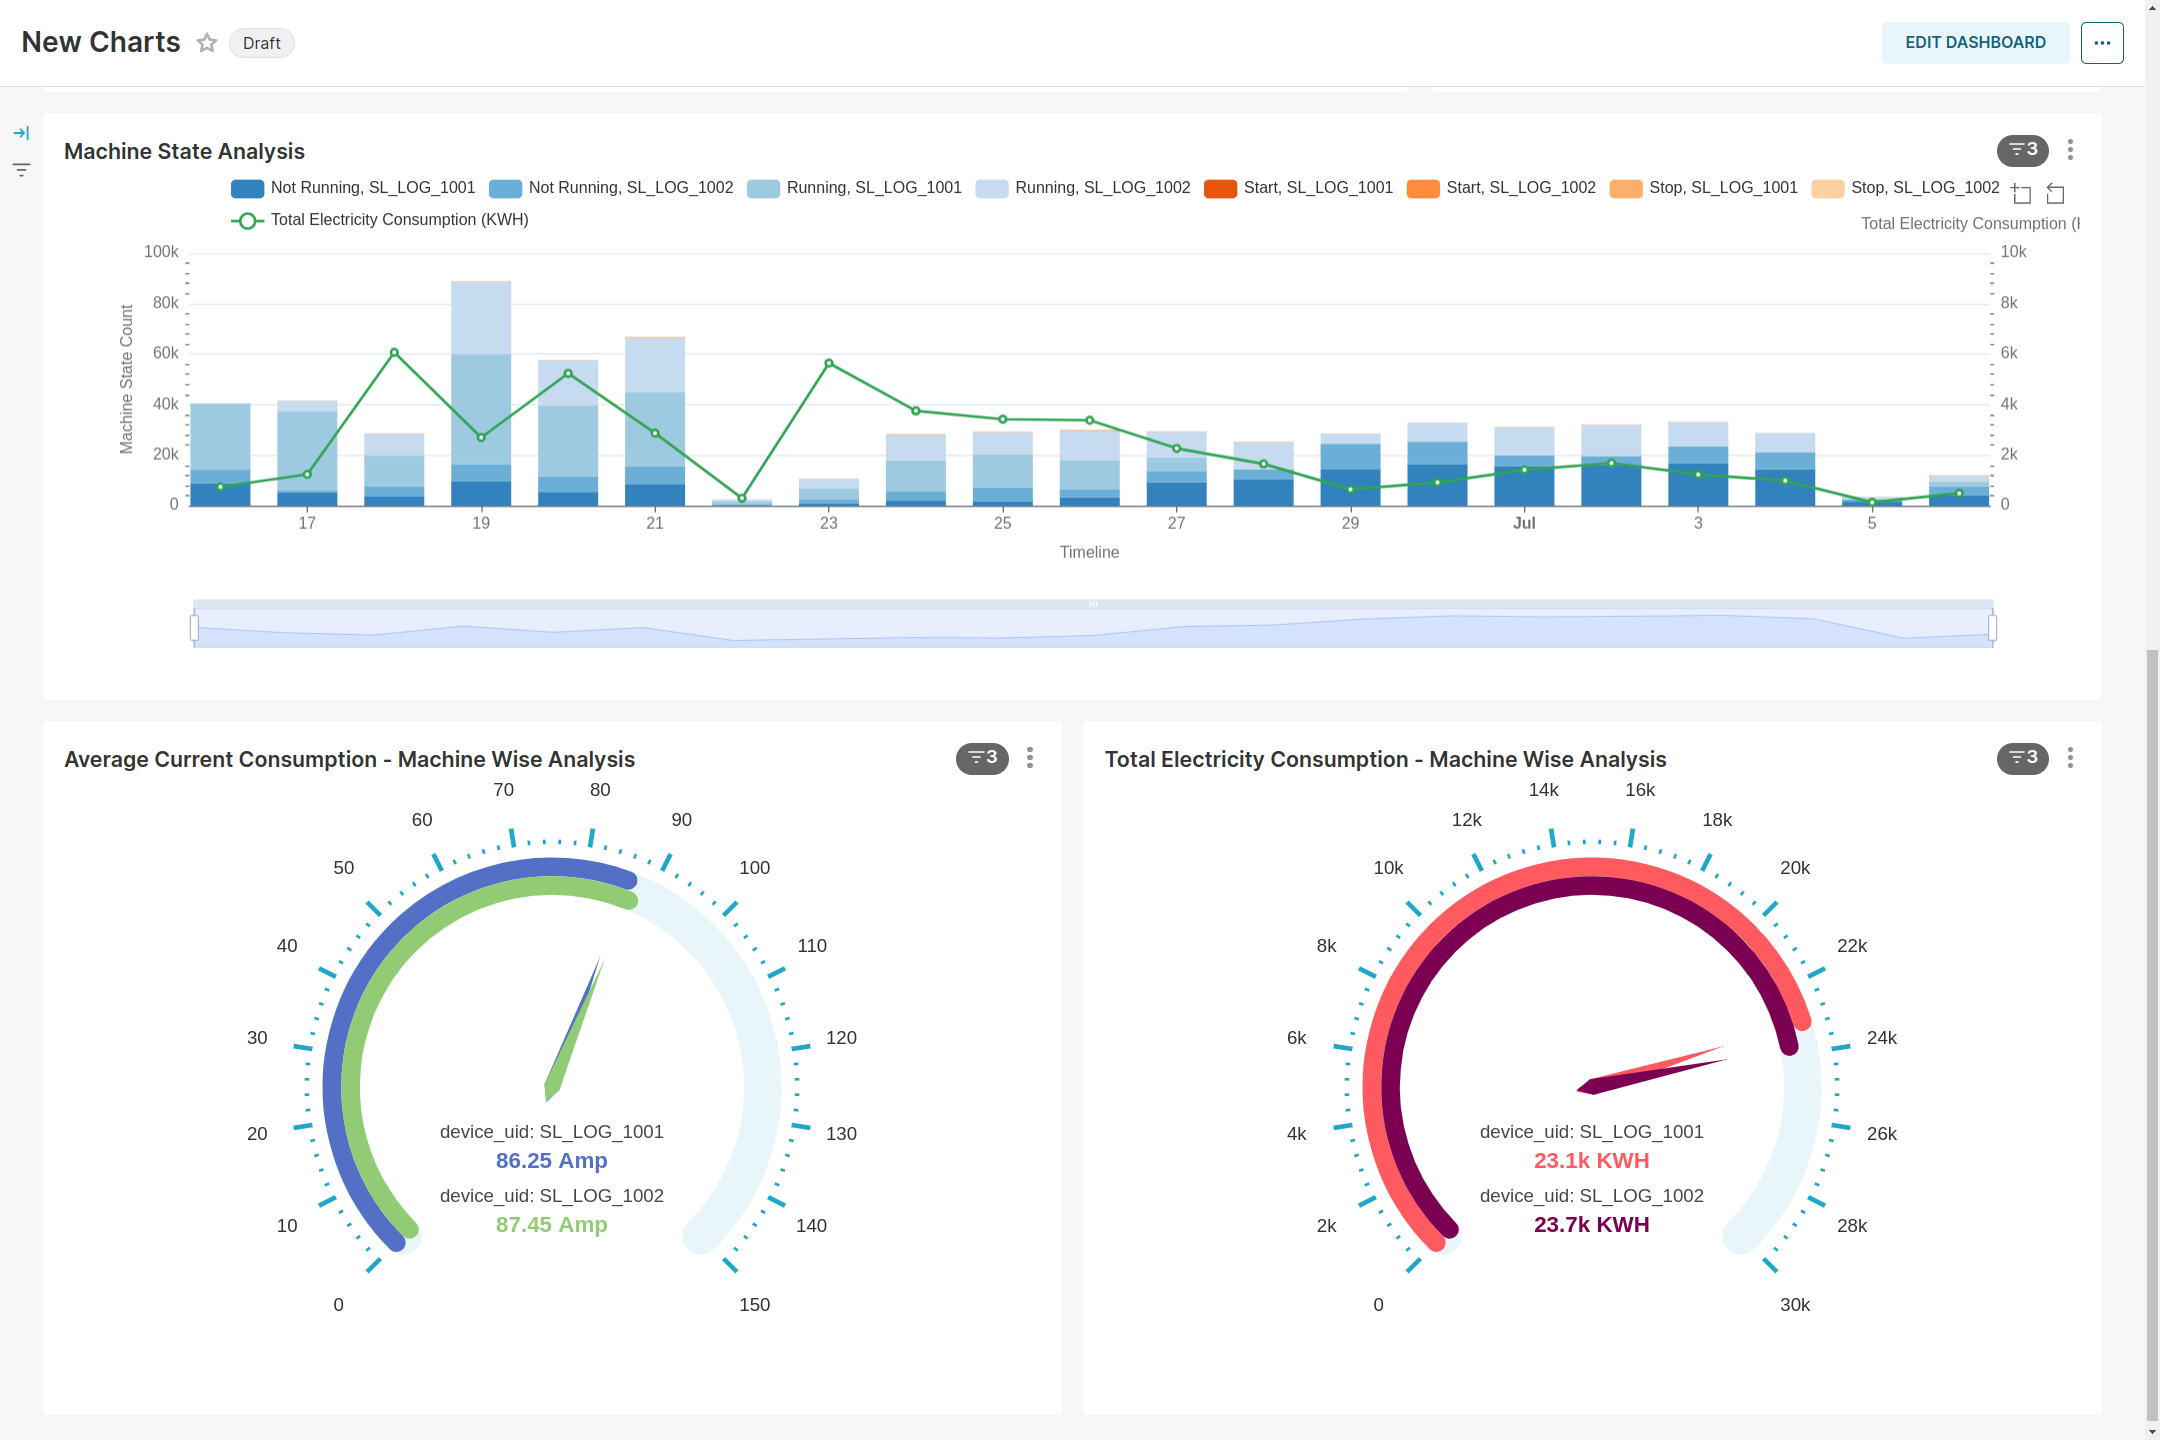 New Charts
Draft
EDIT DASHBOARD
Machine State Analysis
3
Not Running, SL_LOG_1001 Not Running, SL_LOG_1002 Running, SL_LOG_1001 Running, SL_LOG_1002 Start, SL_LOG_1001 Start, SL_LOG_1002 Stop, SL_LOG_1001 Stop, SL_LOG_1002
Total Electricity Consumption (KWH)
Total Electricity Consumption (
Machine State Count
100k
80k
60k
40k
20k
0
10k
8k
6k
4k
2k
0
17 19 21 23 25 27 29 Jul 3 5
Timeline
Average Current Consumption - Machine Wise Analysis
3
0
10
20
30
40
50
60
70
80
90
100
110
120
130
140
150
device_uid: SL_LOG_1001
86.25 Amp
device_uid: SL_LOG_1002
87.45 Amp
Total Electricity Consumption - Machine Wise Analysis
3
0
2k
4k
6k
8k
10k
12k
14k
16k
18k
20k
22k
24k
26k
28k
30k
device_uid: SL_LOG_1001
23.1k KWH
device_uid: SL_LOG_1002
23.7k KWH